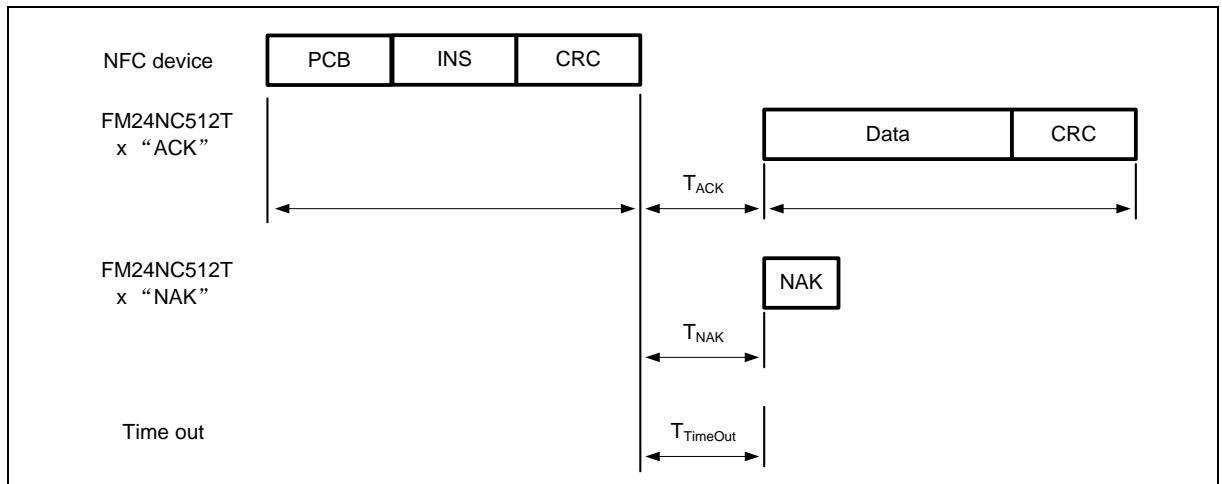 NFC device PCB INS CRC
FM24NC512T
x “ACK”
Data CRC
TACK
FM24NC512T
x “NAK”
NAK
TNAK
Time out
TTimeOut